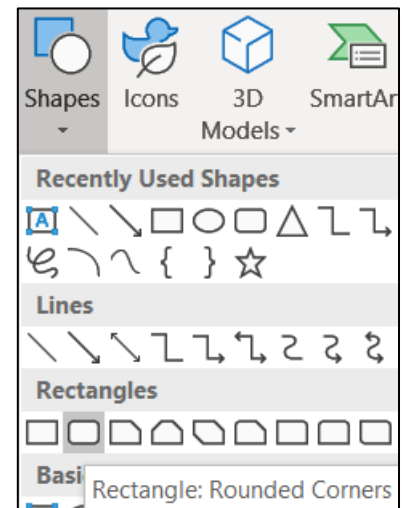 Shapes Icons 3D Models SmartAr
Recently Used Shapes
A
Lines
Rectangles
Basi
Rectangle: Rounded Corners